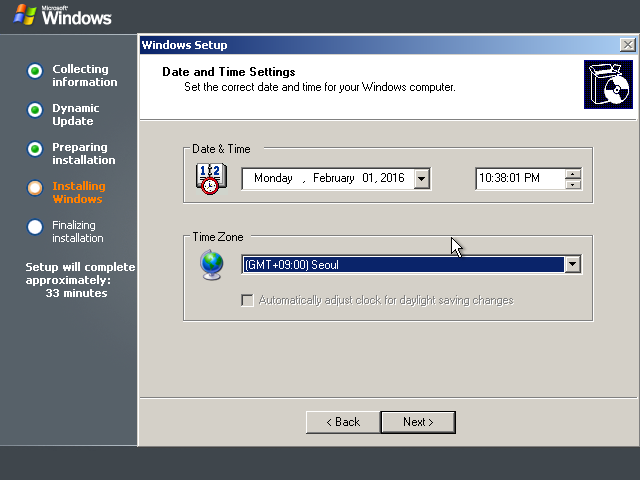 Microsoft
Windows
Windows Setup
Collecting
information
Dynamic
Update
Preparing
installation
Installing
Windows
Finalizing
installation
Setup will complete
approximately:
33 minutes
Date and Time Settings
Set the correct date and time for your Windows computer.
Date & Time
1 2
Monday , February 01, 2016
10:38:01 PM
Time Zone
(GMT+09:00) Seoul
Automatically adjust clock for daylight saving changes
< Back
Next >